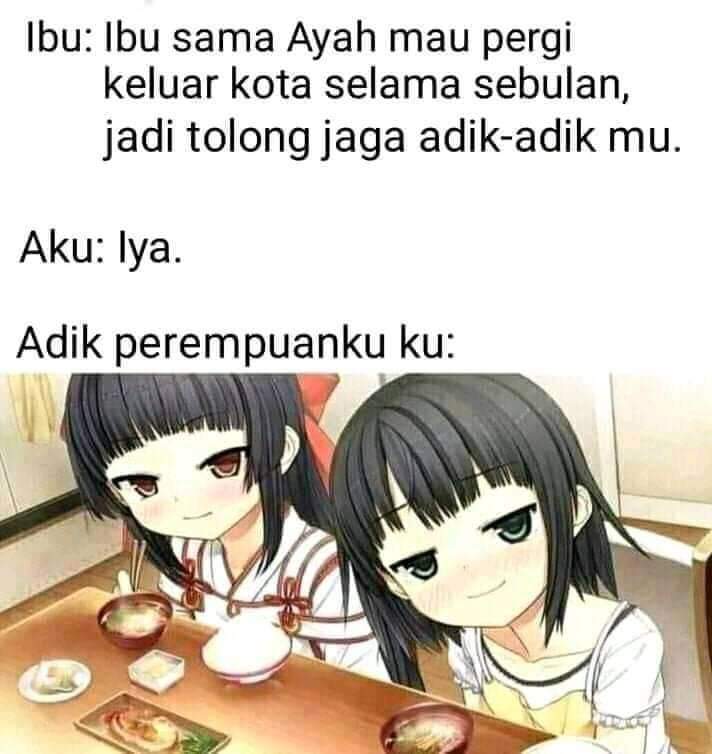 Ibu: Ibu sama Ayah mau pergi
keluar kota selama sebulan,
jadi tolong jaga adik-adik mu.
Aku: Iya.
Adik perempuanku ku: